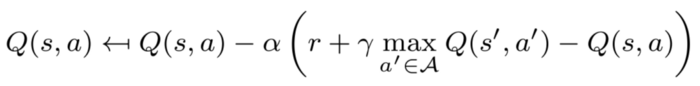 Q(s, a) ↤ Q(s, a) − α ( r + γ max_{a′∈𝒜} Q(s′, a′) − Q(s, a) )